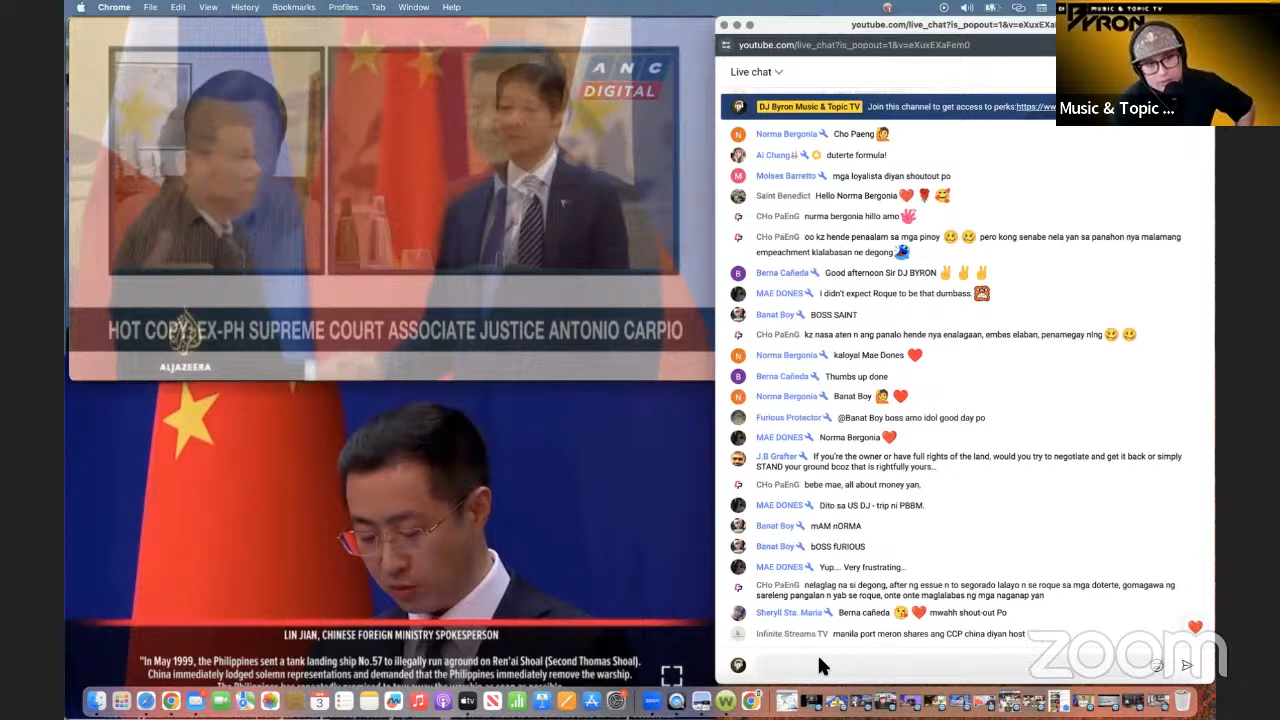 Chrome File Edit View History Bookmarks Profiles Tab Window Help
youtube.com/live_chat?is_popout=1&v=eXuxEXa
youtube.com/live_chat?is_popout=1&v=eXuxEXaFem0
Live chat
DJ Byron Music & Topic TV Join this channel to get access to perks:https://ww
Norma Bergonia Cho Paeng🙋
Ai Chang duterte formula!
Moises Barretto mga loyalista diyan shoutout po
Saint Benedict Hello Norma Bergonia❤️🌹🥰
CHo PaEnG nurma bergonia hillo amo
CHo PaEnG oo kz hende penaalam sa mga pinoy pero kong senabe nela yan sa panahon nya malamang
empeachment klalabasan ne degong
Berna Cañeda Good afternoon Sir DJ BYRON ✌️✌️✌️
MAE DONES I didn't expect Roque to be that dumbass.
Banat Boy BOSS SAINT
CHo PaEnG kz nasa aten n ang panalo hende nya enalagaan, embes elaban, penamegay nlng
Norma Bergonia kaloyal Mae Dones ❤️
Berna Cañeda Thumbs up done
Norma Bergonia Banat Boy 🙋❤️
Furious Protector @Banat Boy boss amo idol good day po
MAE DONES Norma Bergonia❤️
J.B Grafter If you're the owner or have full rights of the land, would you try to negotiate and get it back or simply
STAND your ground bcoz that is rightfully yours...
CHo PaEnG bebe mae, all about money yan,
MAE DONES Dito sa US DJ - trip ni PBBM.
Banat Boy mAM nORMA
Banat Boy bOSS fURIOUS
MAE DONES Yup... Very frustrating...
CHo PaEnG nelaglag na si degong, after ng essue n to segorado lalayo n se roque sa mga doterte, gomagawa ng
sareleng pangalan n yab se roque, onte onte maglalabas ng mga naganap yan
Sheryll Sta. Maria Berna cañeda 😘❤️ mwahh shout-out Po
Infinite Streams TV manila port meron shares ang CCP china diyan host
ANC
DIGITAL
HOT COPY EX-PH SUPREME COURT ASSOCIATE JUSTICE ANTONIO CARPIO
ALJAZEERA
LIN JIAN, CHINESE FOREIGN MINISTRY SPOKESPERSON
"In May 1999, the Philippines sent a tank landing ship No.57 to illegally run aground on Ren'ai Shoal (Second Thomas Shoal).
China immediately lodged solemn representations and demanded that the Philippines immediately remove the warship.
MUSIC & TOPIC TV
BYRON
Music & Topic ...
zoom